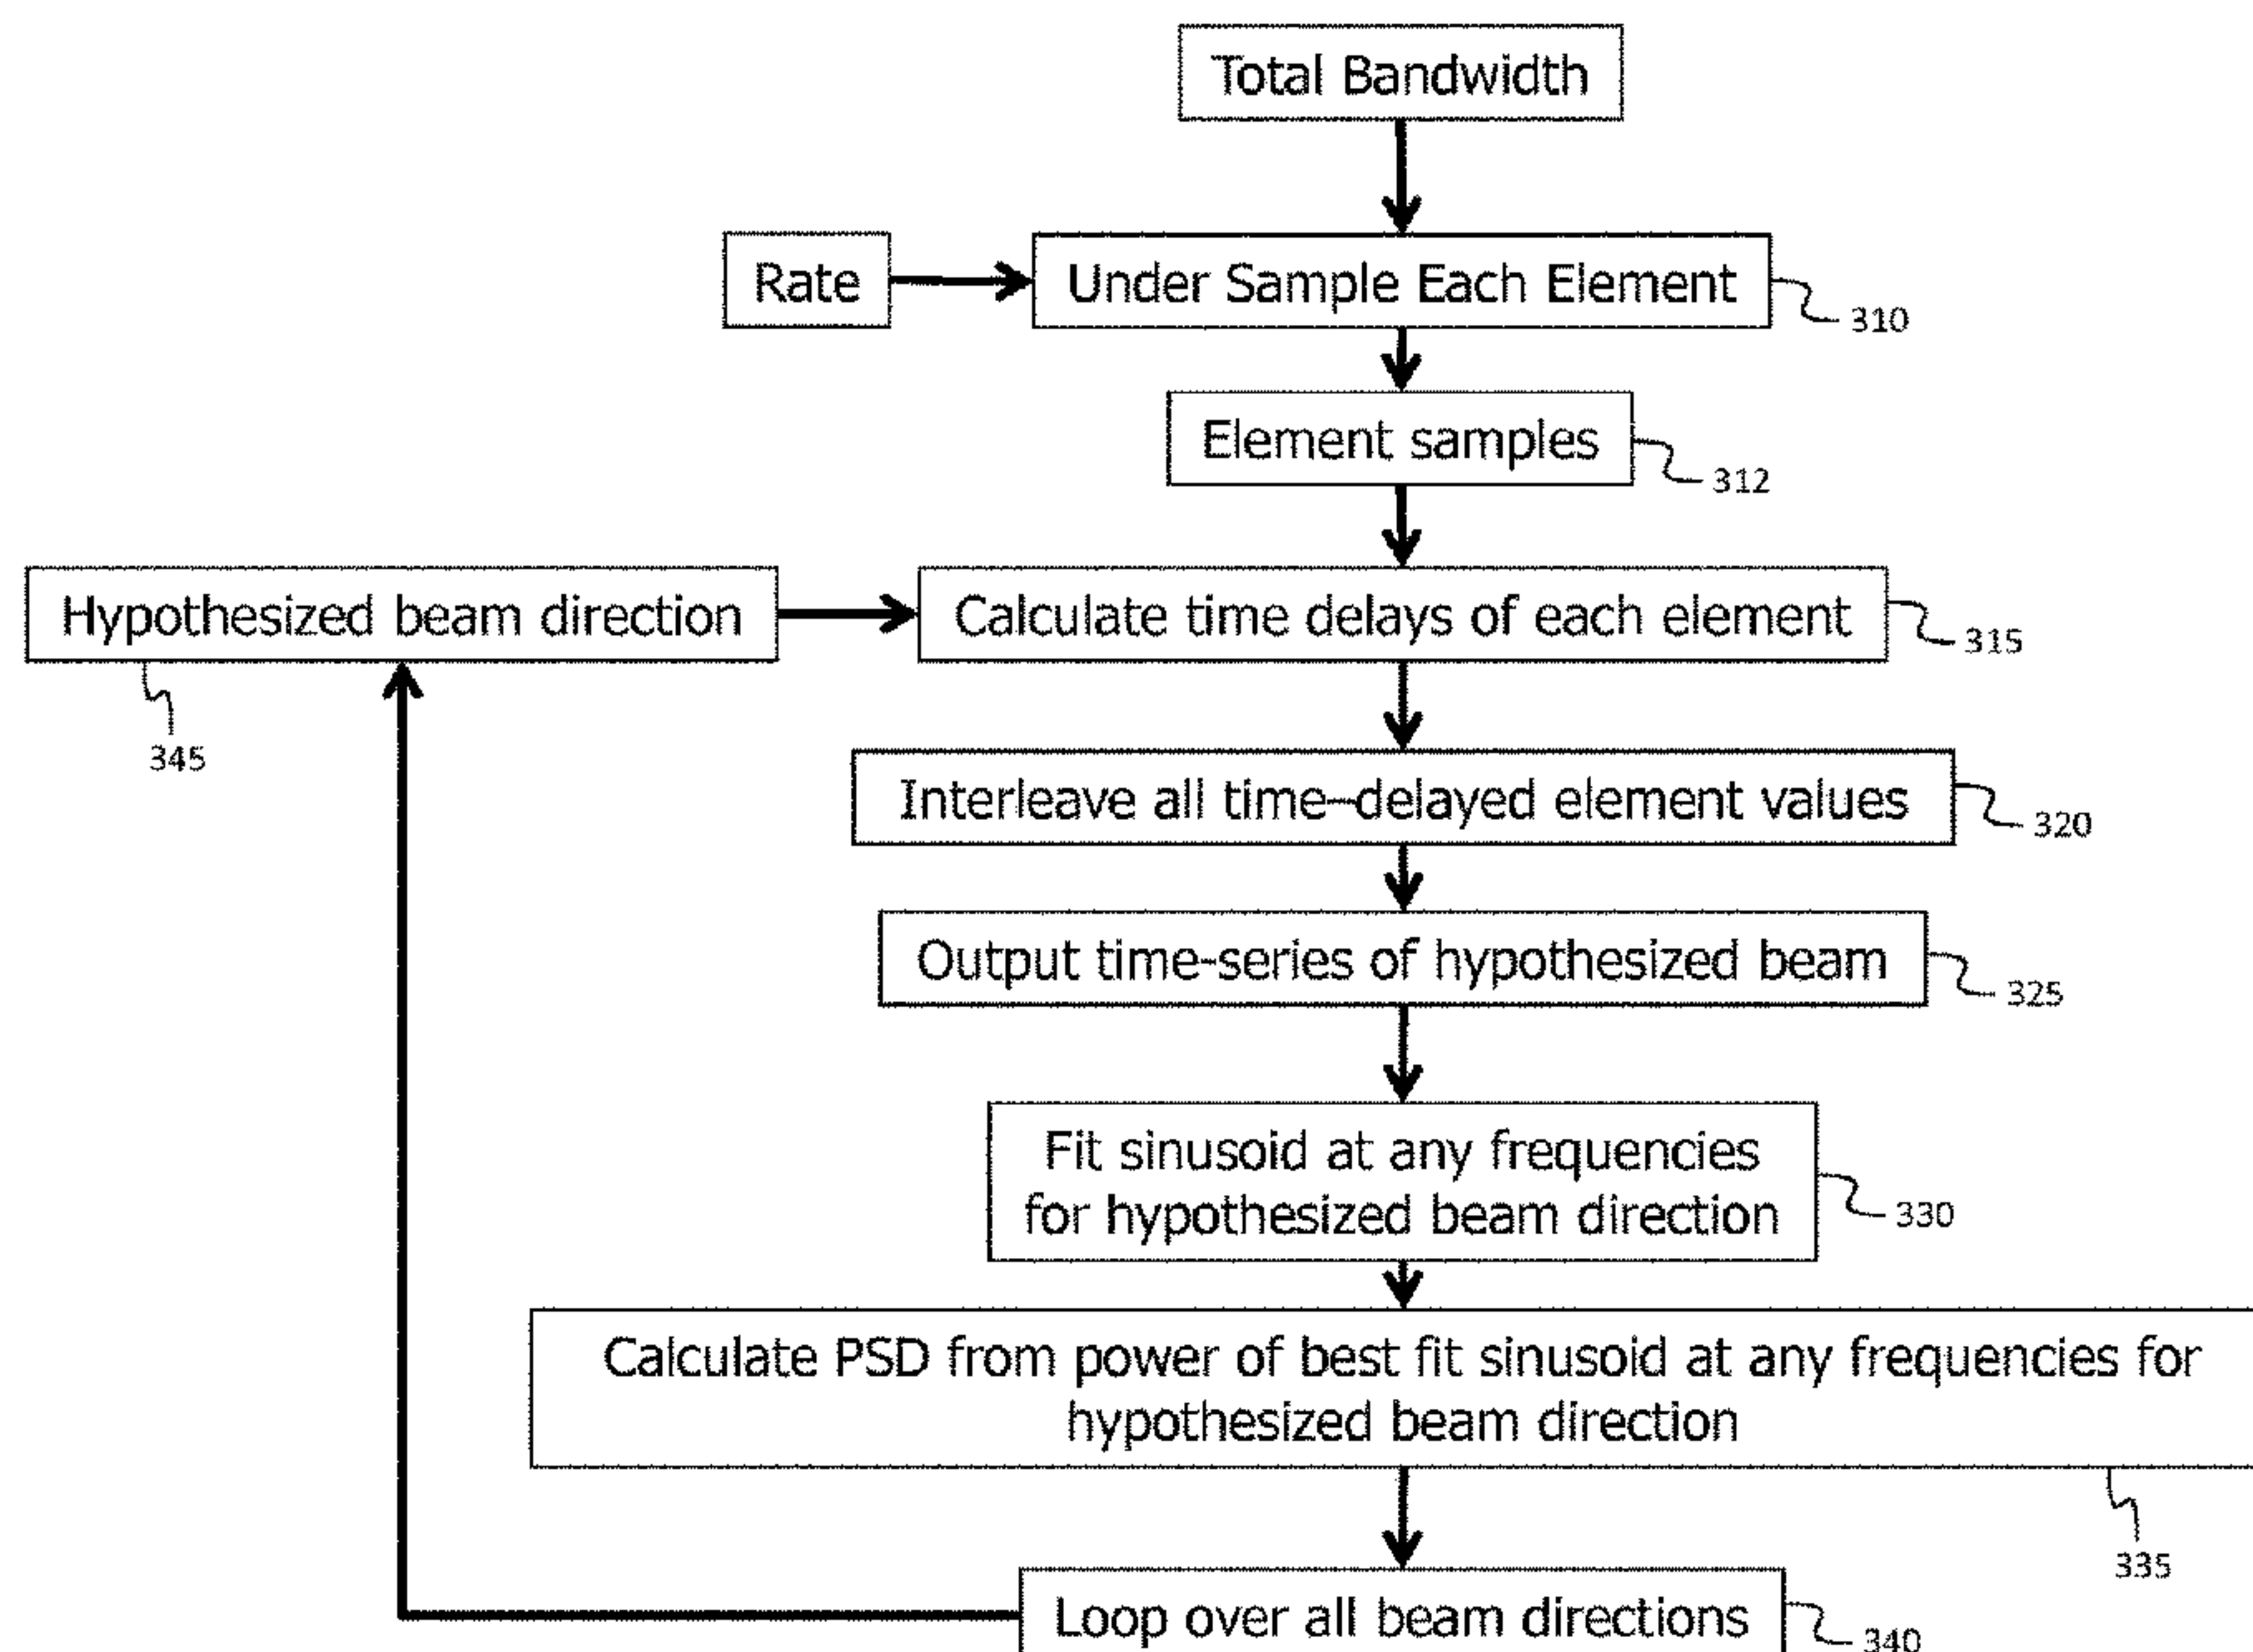 Total Bandwidth
Rate
Under Sample Each Element
310
Element samples
312
Hypothesized beam direction
Calculate time delays of each element
315
345
Interleave all time-delayed element values
320
Output time-series of hypothesized beam
325
Fit sinusoid at any frequencies
for hypothesized beam direction
330
Calculate PSD from power of best fit sinusoid at any frequencies for
hypothesized beam direction
335
Loop over all beam directions
340